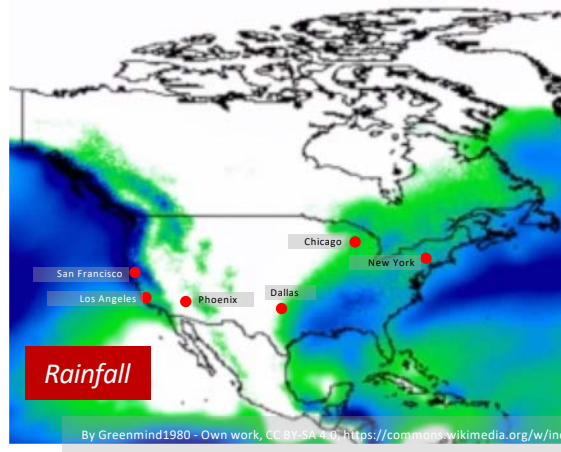 Chicago
New York
San Francisco
Dallas
Los Angeles
Phoenix
Rainfall
By Greenmind1980 - Own work, CC BY-SA 4.0, https://commons.wikimedia.org/w/ind